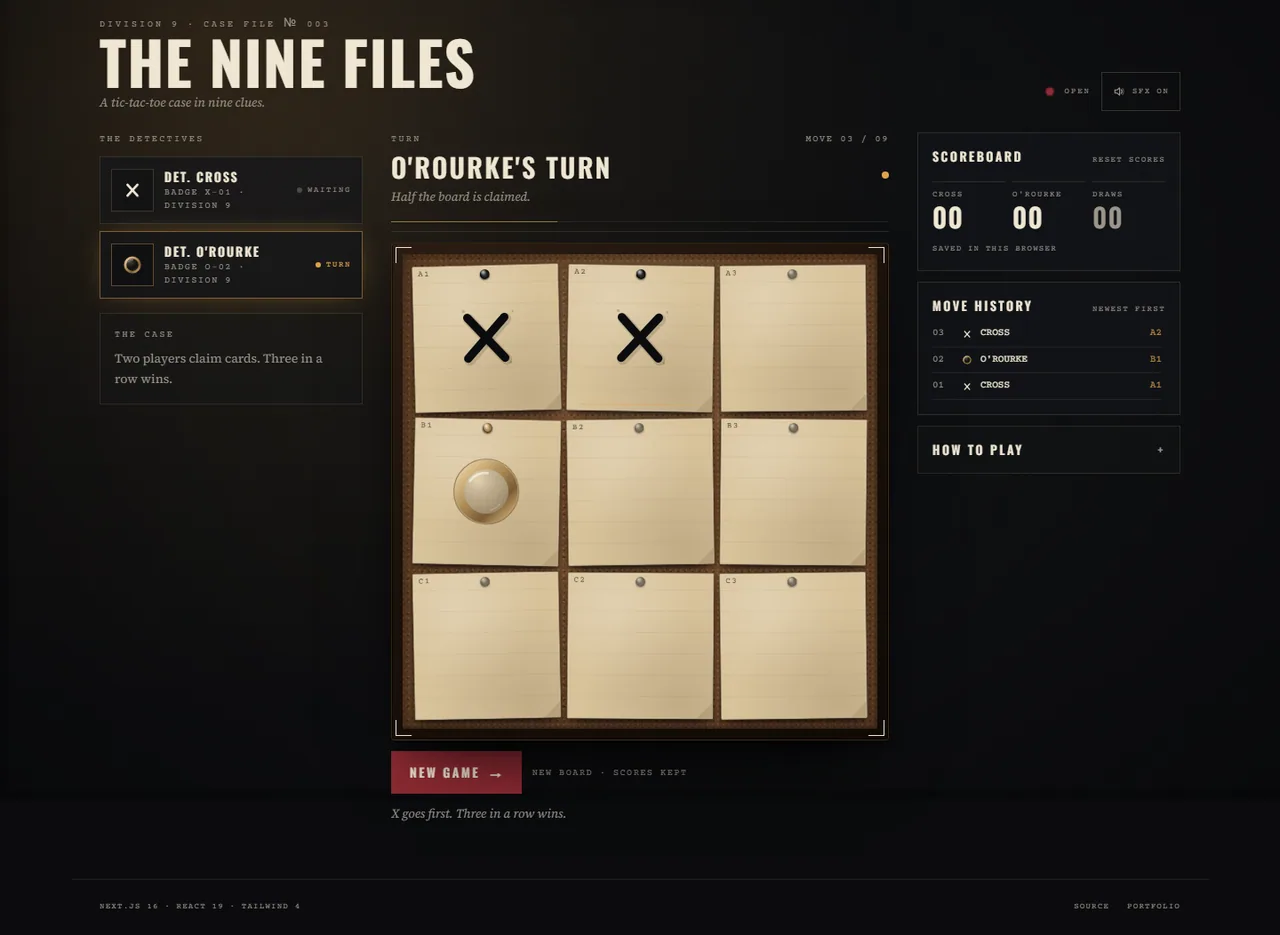 DIVISION 9 · CASE FILE № 003
THE NINE FILES
A tic-tac-toe case in nine clues.
OPEN
SFX ON
THE DETECTIVES
DET. CROSS
BADGE X-01 ·
DIVISION 9
WAITING
DET. O'ROURKE
BADGE O-02 ·
DIVISION 9
TURN
THE CASE
Two players claim cards. Three in a
row wins.
TURN
MOVE 03 / 09
O'ROURKE'S TURN
Half the board is claimed.
A1
A2
A3
B1
B2
B3
C1
C2
C3
NEW GAME →
NEW BOARD · SCORES KEPT
X goes first. Three in a row wins.
SCOREBOARD
RESET SCORES
CROSS
O'ROURKE
DRAWS
00
00
00
SAVED IN THIS BROWSER
MOVE HISTORY
NEWEST FIRST
03 × CROSS A2
02 O'ROURKE B1
01 × CROSS A1
HOW TO PLAY +
NEXT.JS 16 · REACT 19 · TAILWIND 4
SOURCE
PORTFOLIO